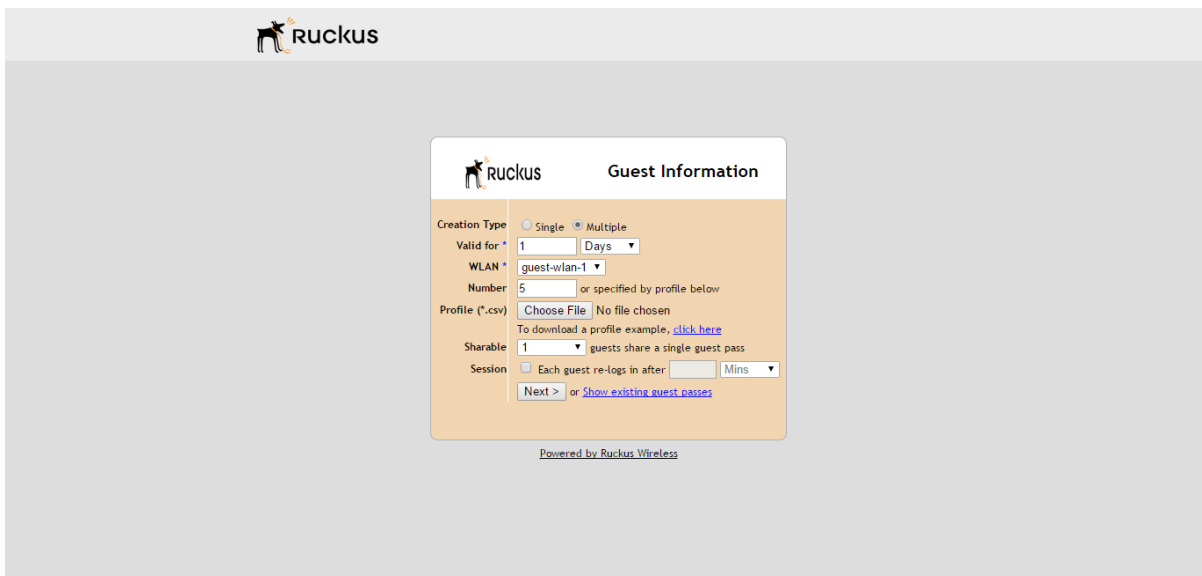 RUCKUS
RUCKUS Guest Information
Creation Type Single Multiple
Valid for * 1 Days
WLAN * guest-wlan-1
Number 5 or specified by profile below
Profile (*.csv) Choose File No file chosen
To download a profile example, click here
Sharable 1 guests share a single guest pass
Session Each guest re-logs in after Mins
Next > or Show existing guest passes
Powered by Ruckus Wireless